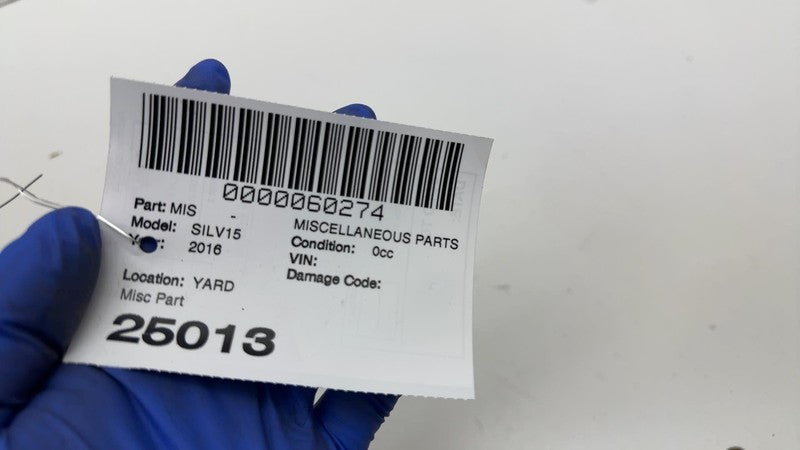 0000060274
Part: MIS - MISCELLANEOUS PARTS
Model: SILV15 Condition: 0cc
2016 VIN:
Location: YARD Damage Code:
Misc Part
25013